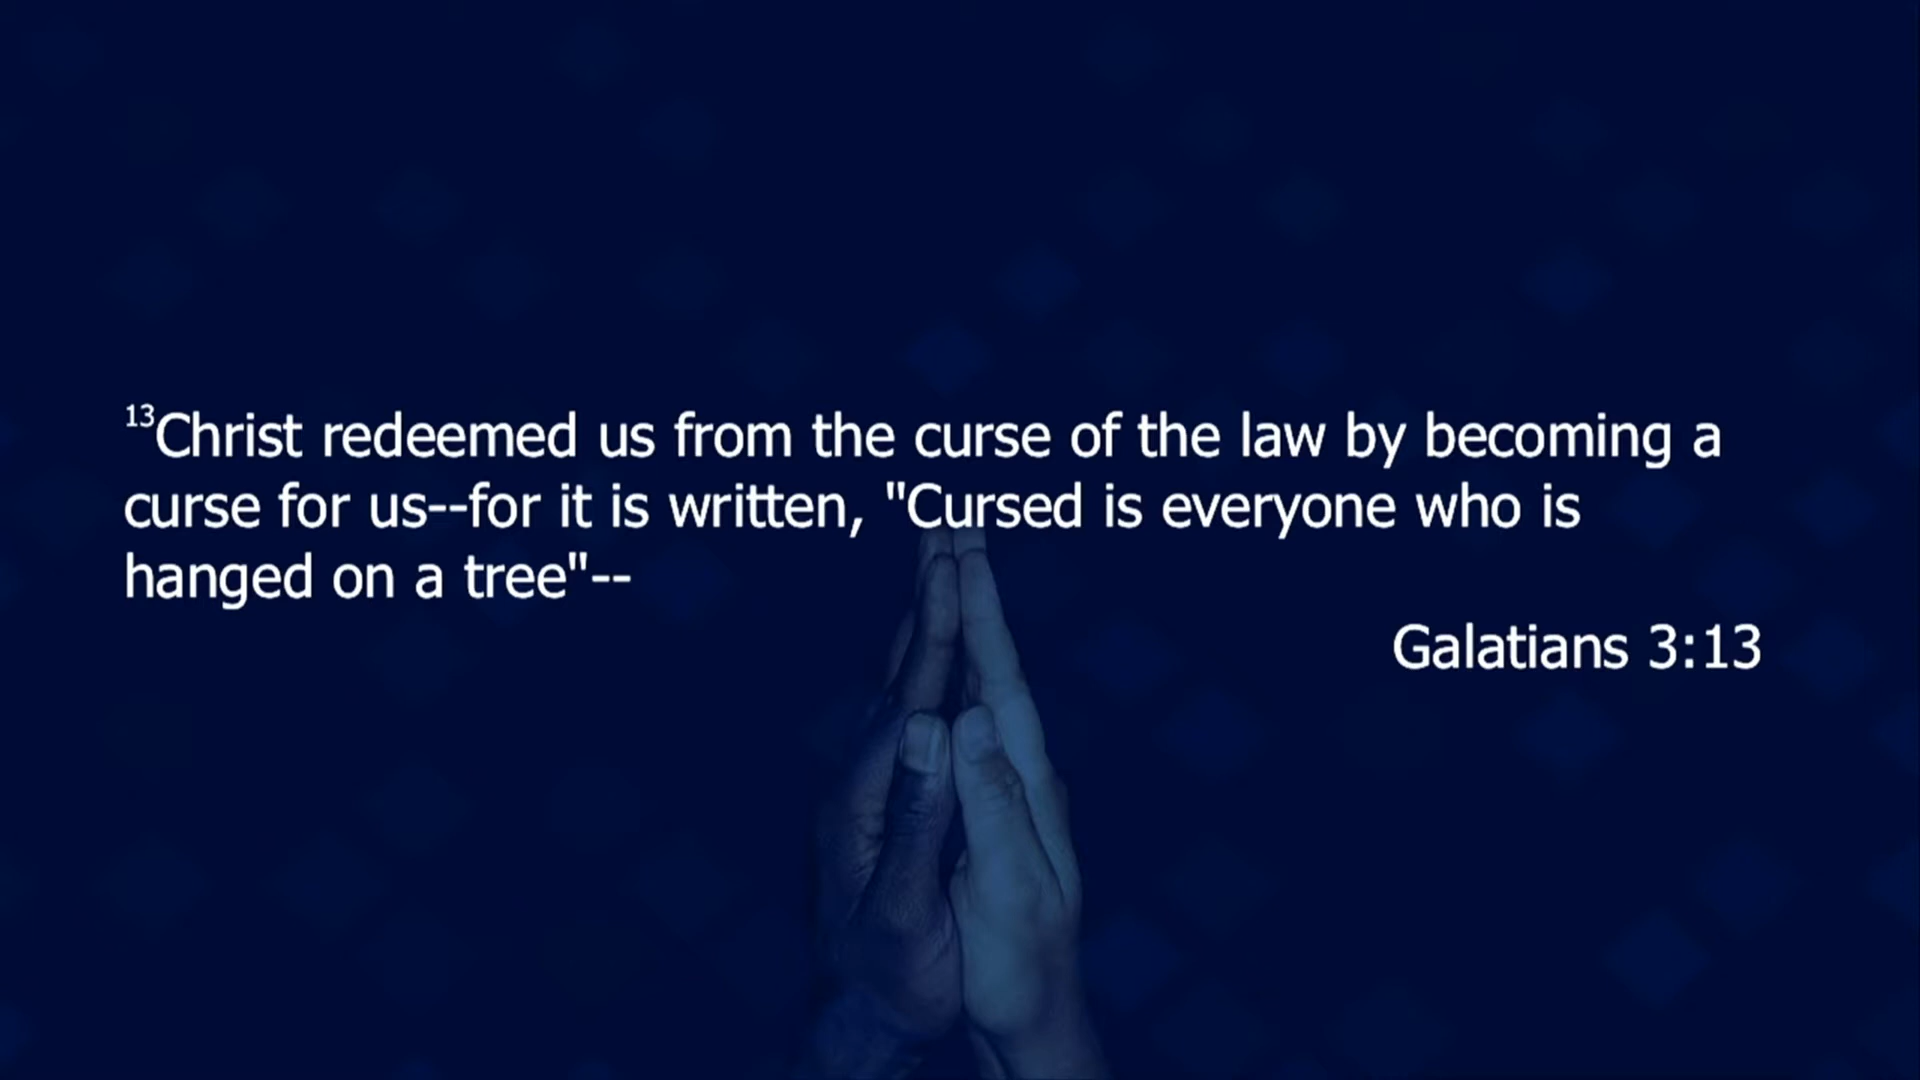 13Christ redeemed us from the curse of the law by becoming a
curse for us--for it is written, "Cursed is everyone who is
hanged on a tree"--
Galatians 3:13